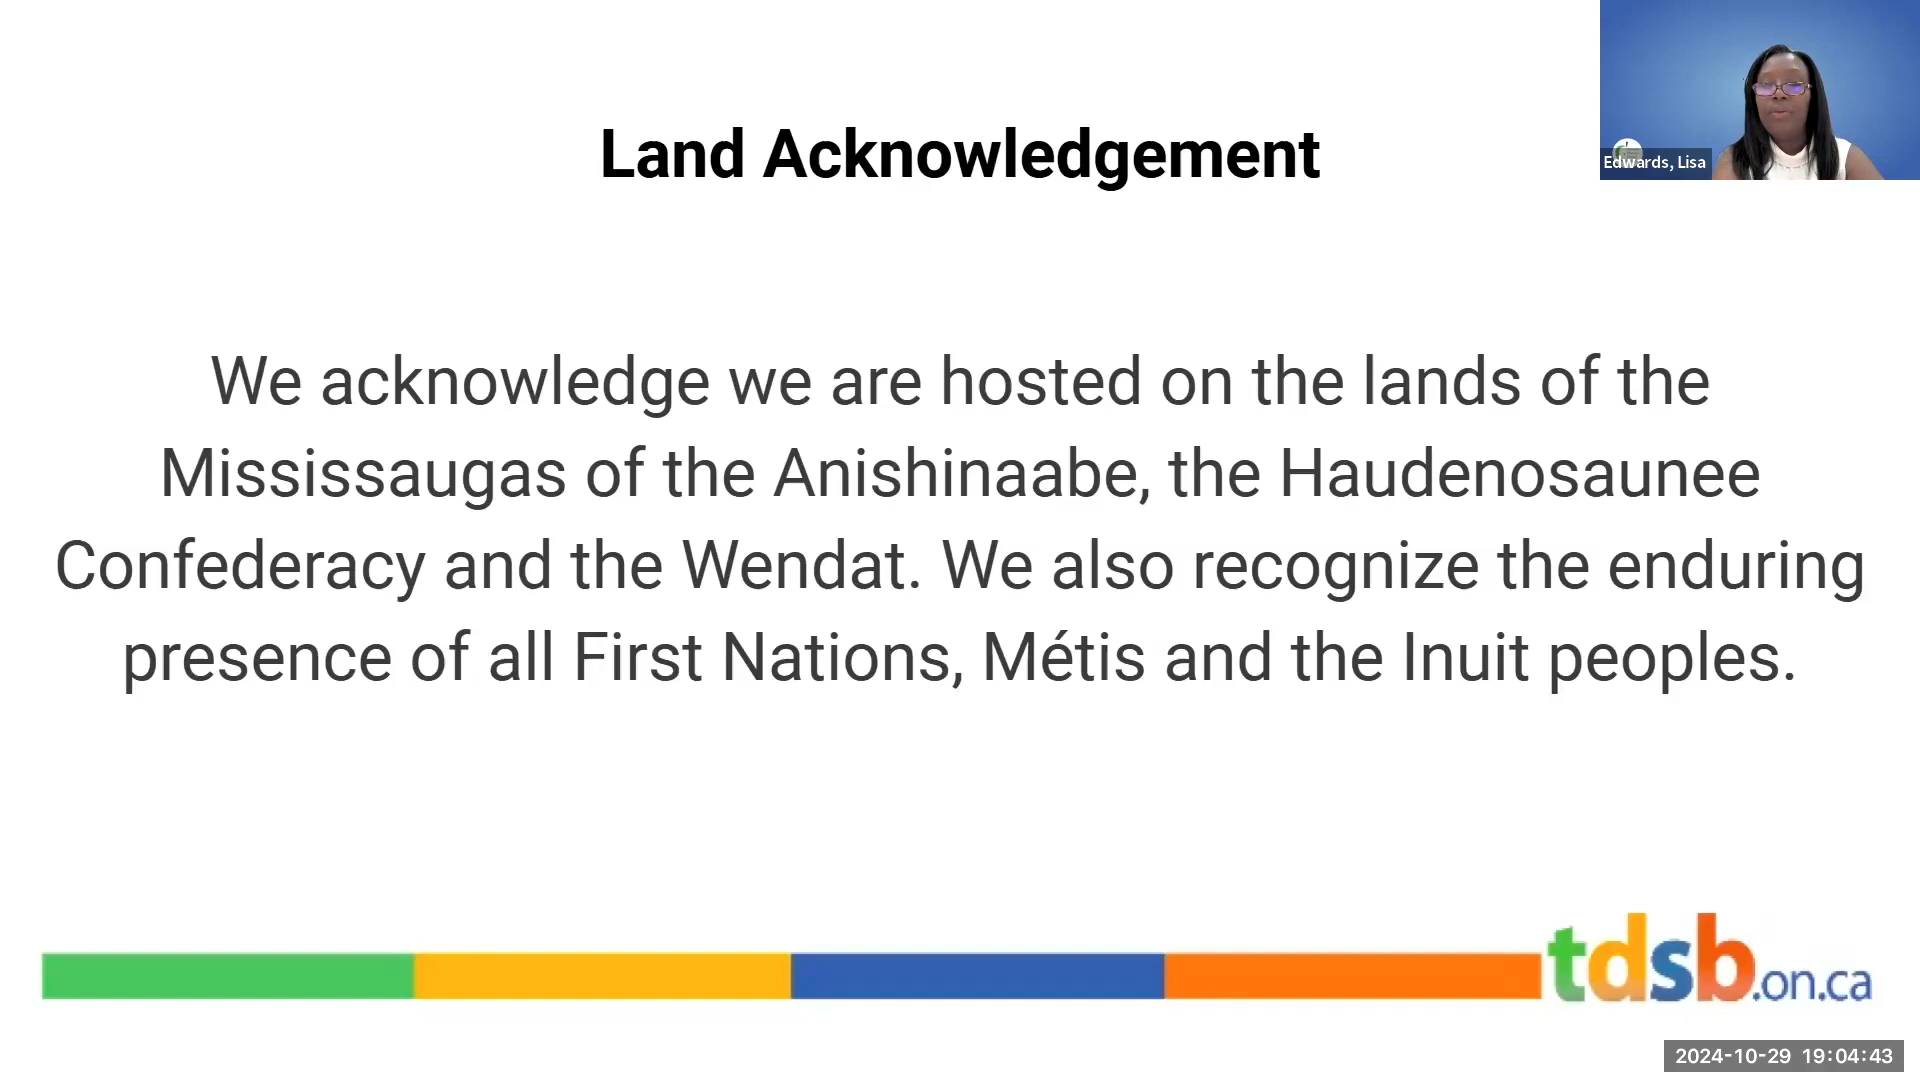 Land Acknowledgement
Edwards, Lisa
We acknowledge we are hosted on the lands of the
Mississaugas of the Anishinaabe, the Haudenosaunee
Confederacy and the Wendat. We also recognize the enduring
presence of all First Nations, Métis and the Inuit peoples.
tdsb.on.ca
2024-10-29 19:04:43